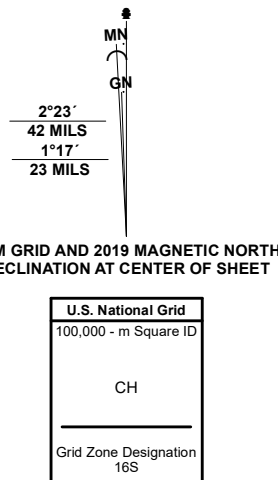 MN
GN
2°23´
42 MILS
1°17´
23 MILS
M GRID AND 2019 MAGNETIC NORTH
ECLINATION AT CENTER OF SHEET
U.S. National Grid
100,000 - m Square ID
CH
Grid Zone Designation
16S